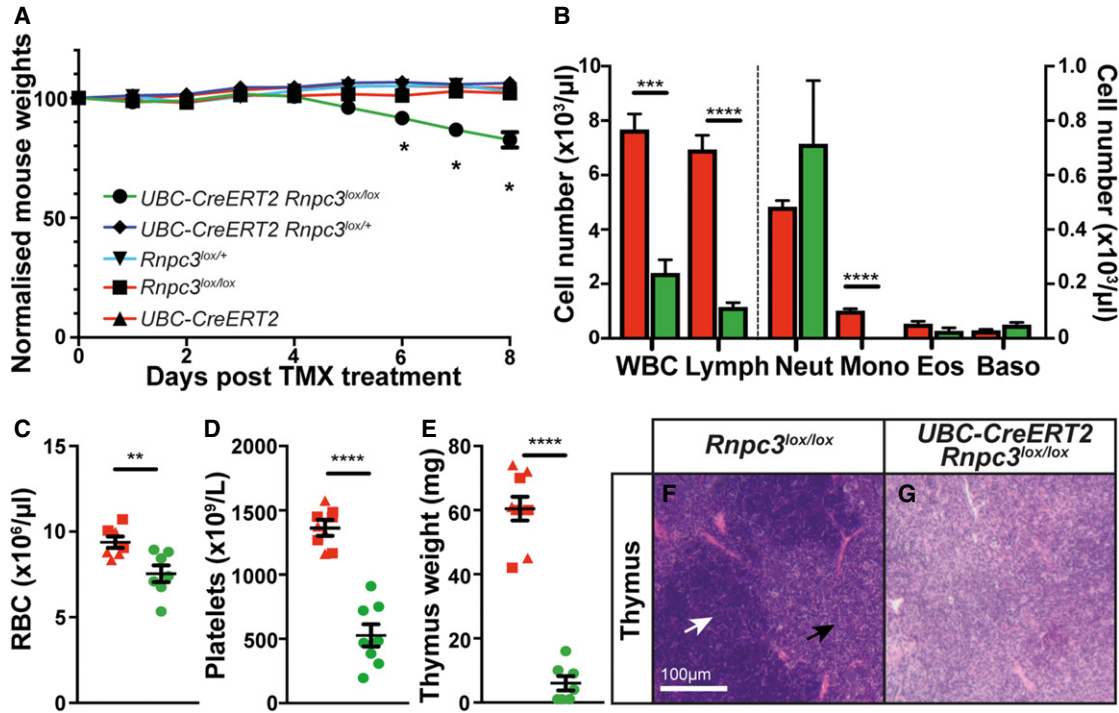 A
Normalised mouse weights
100
50
0
0 2 4 6 8
Days post TMX treatment
* * *
UBC-CreERT2 Rnpc3lox/lox
UBC-CreERT2 Rnpc3lox/+
Rnpc3lox/+
Rnpc3lox/lox
UBC-CreERT2
B
Cell number (x10³/µl)
10
8
6
4
2
0
*** **** ****
WBC Lymph Neut Mono Eos Baso
1.0
0.8
0.6
0.4
0.2
0
Cell number (x10³/µl)
C
RBC (x10⁶/µl)
15
10
5
0
**
D
Platelets (x10⁹/L)
2000
1500
1000
500
0
****
E
Thymus weight (mg)
80
60
40
20
0
****
Rnpc3lox/lox
UBC-CreERT2
Rnpc3lox/lox
Thymus
F
100µm
G